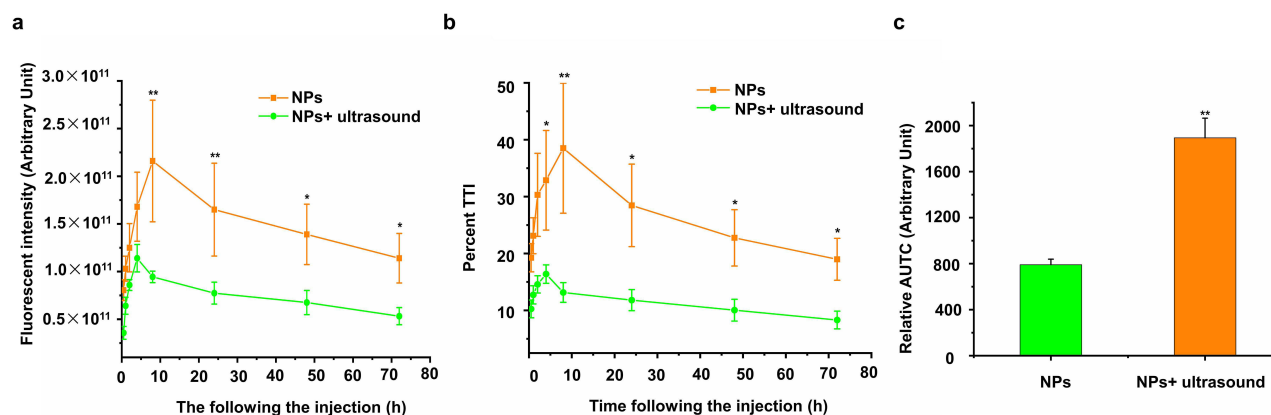 a
Fluorescent intensity (Arbitrary Unit)
3.0×10¹¹
2.5×10¹¹
2.0×10¹¹
1.5×10¹¹
1.0×10¹¹
0.5×10¹¹
** ** * *
NPs
NPs+ ultrasound
0 10 20 30 40 50 60 70 80
The following the injection (h)
b
Percent TTI
50
40
30
20
10
* ** * * *
NPs
NPs+ ultrasound
0 10 20 30 40 50 60 70 80
Time following the injection (h)
c
Relative AUTC (Arbitrary Unit)
2000
1600
1200
800
400
0
**
NPs NPs+ ultrasound